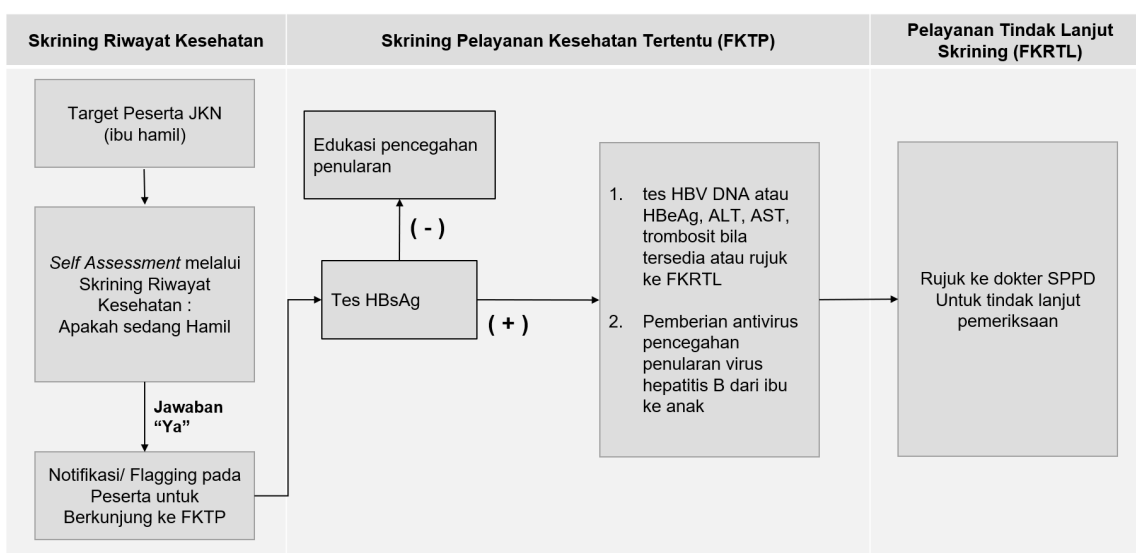 Skrining Riwayat Kesehatan
Skrining Pelayanan Kesehatan Tertentu (FKTP)
Pelayanan Tindak Lanjut
Skrining (FKRTL)
Target Peserta JKN
(ibu hamil)
Self Assessment melalui
Skrining Riwayat
Kesehatan :
Apakah sedang Hamil
Jawaban
“Ya”
Notifikasi/ Flagging pada
Peserta untuk
Berkunjung ke FKTP
Edukasi pencegahan
penularan
( - )
Tes HBsAg
( + )
1. tes HBV DNA atau
HBeAg, ALT, AST,
trombosit bila
tersedia atau rujuk
ke FKRTL
2. Pemberian antivirus
pencegahan
penularan virus
hepatitis B dari ibu
ke anak
Rujuk ke dokter SPPD
Untuk tindak lanjut
pemeriksaan